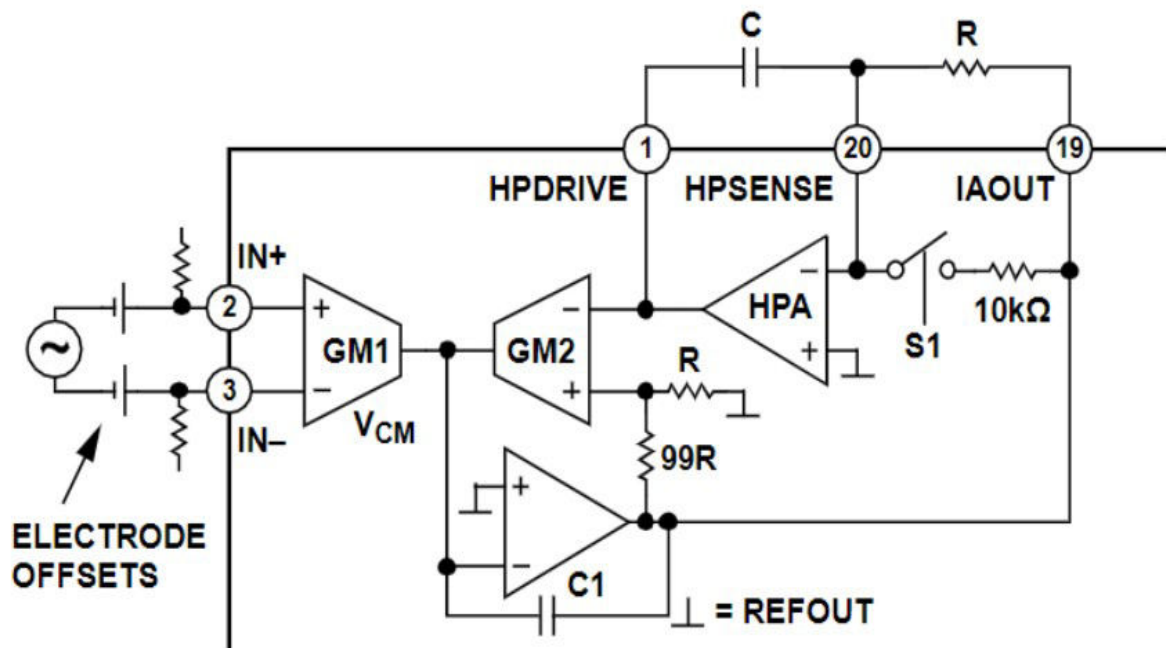 C
R
1
20
19
HPDRIVE
HPSENSE
IAOUT
IN+
2
+
GM1
−
3
IN–
V_CM
−
GM2
+
HPA
−
+
S1
10kΩ
R
99R
+
−
C1
ELECTRODE
OFFSETS
⊥ = REFOUT